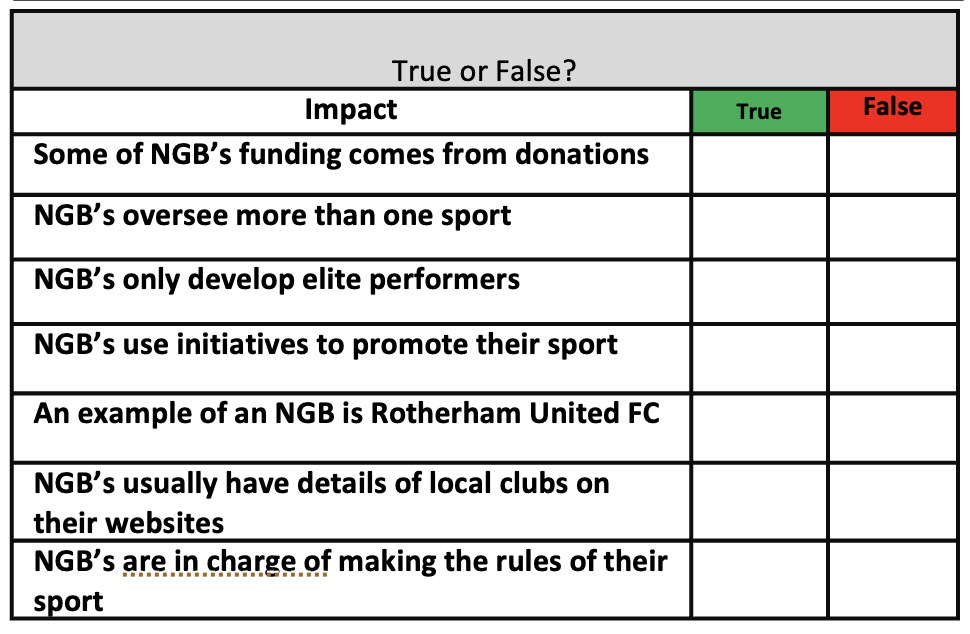 True or False?
Impact
True
False
Some of NGB’s funding comes from donations
NGB’s oversee more than one sport
NGB’s only develop elite performers
NGB’s use initiatives to promote their sport
An example of an NGB is Rotherham United FC
NGB’s usually have details of local clubs on
their websites
NGB’s are in charge of making the rules of their
sport